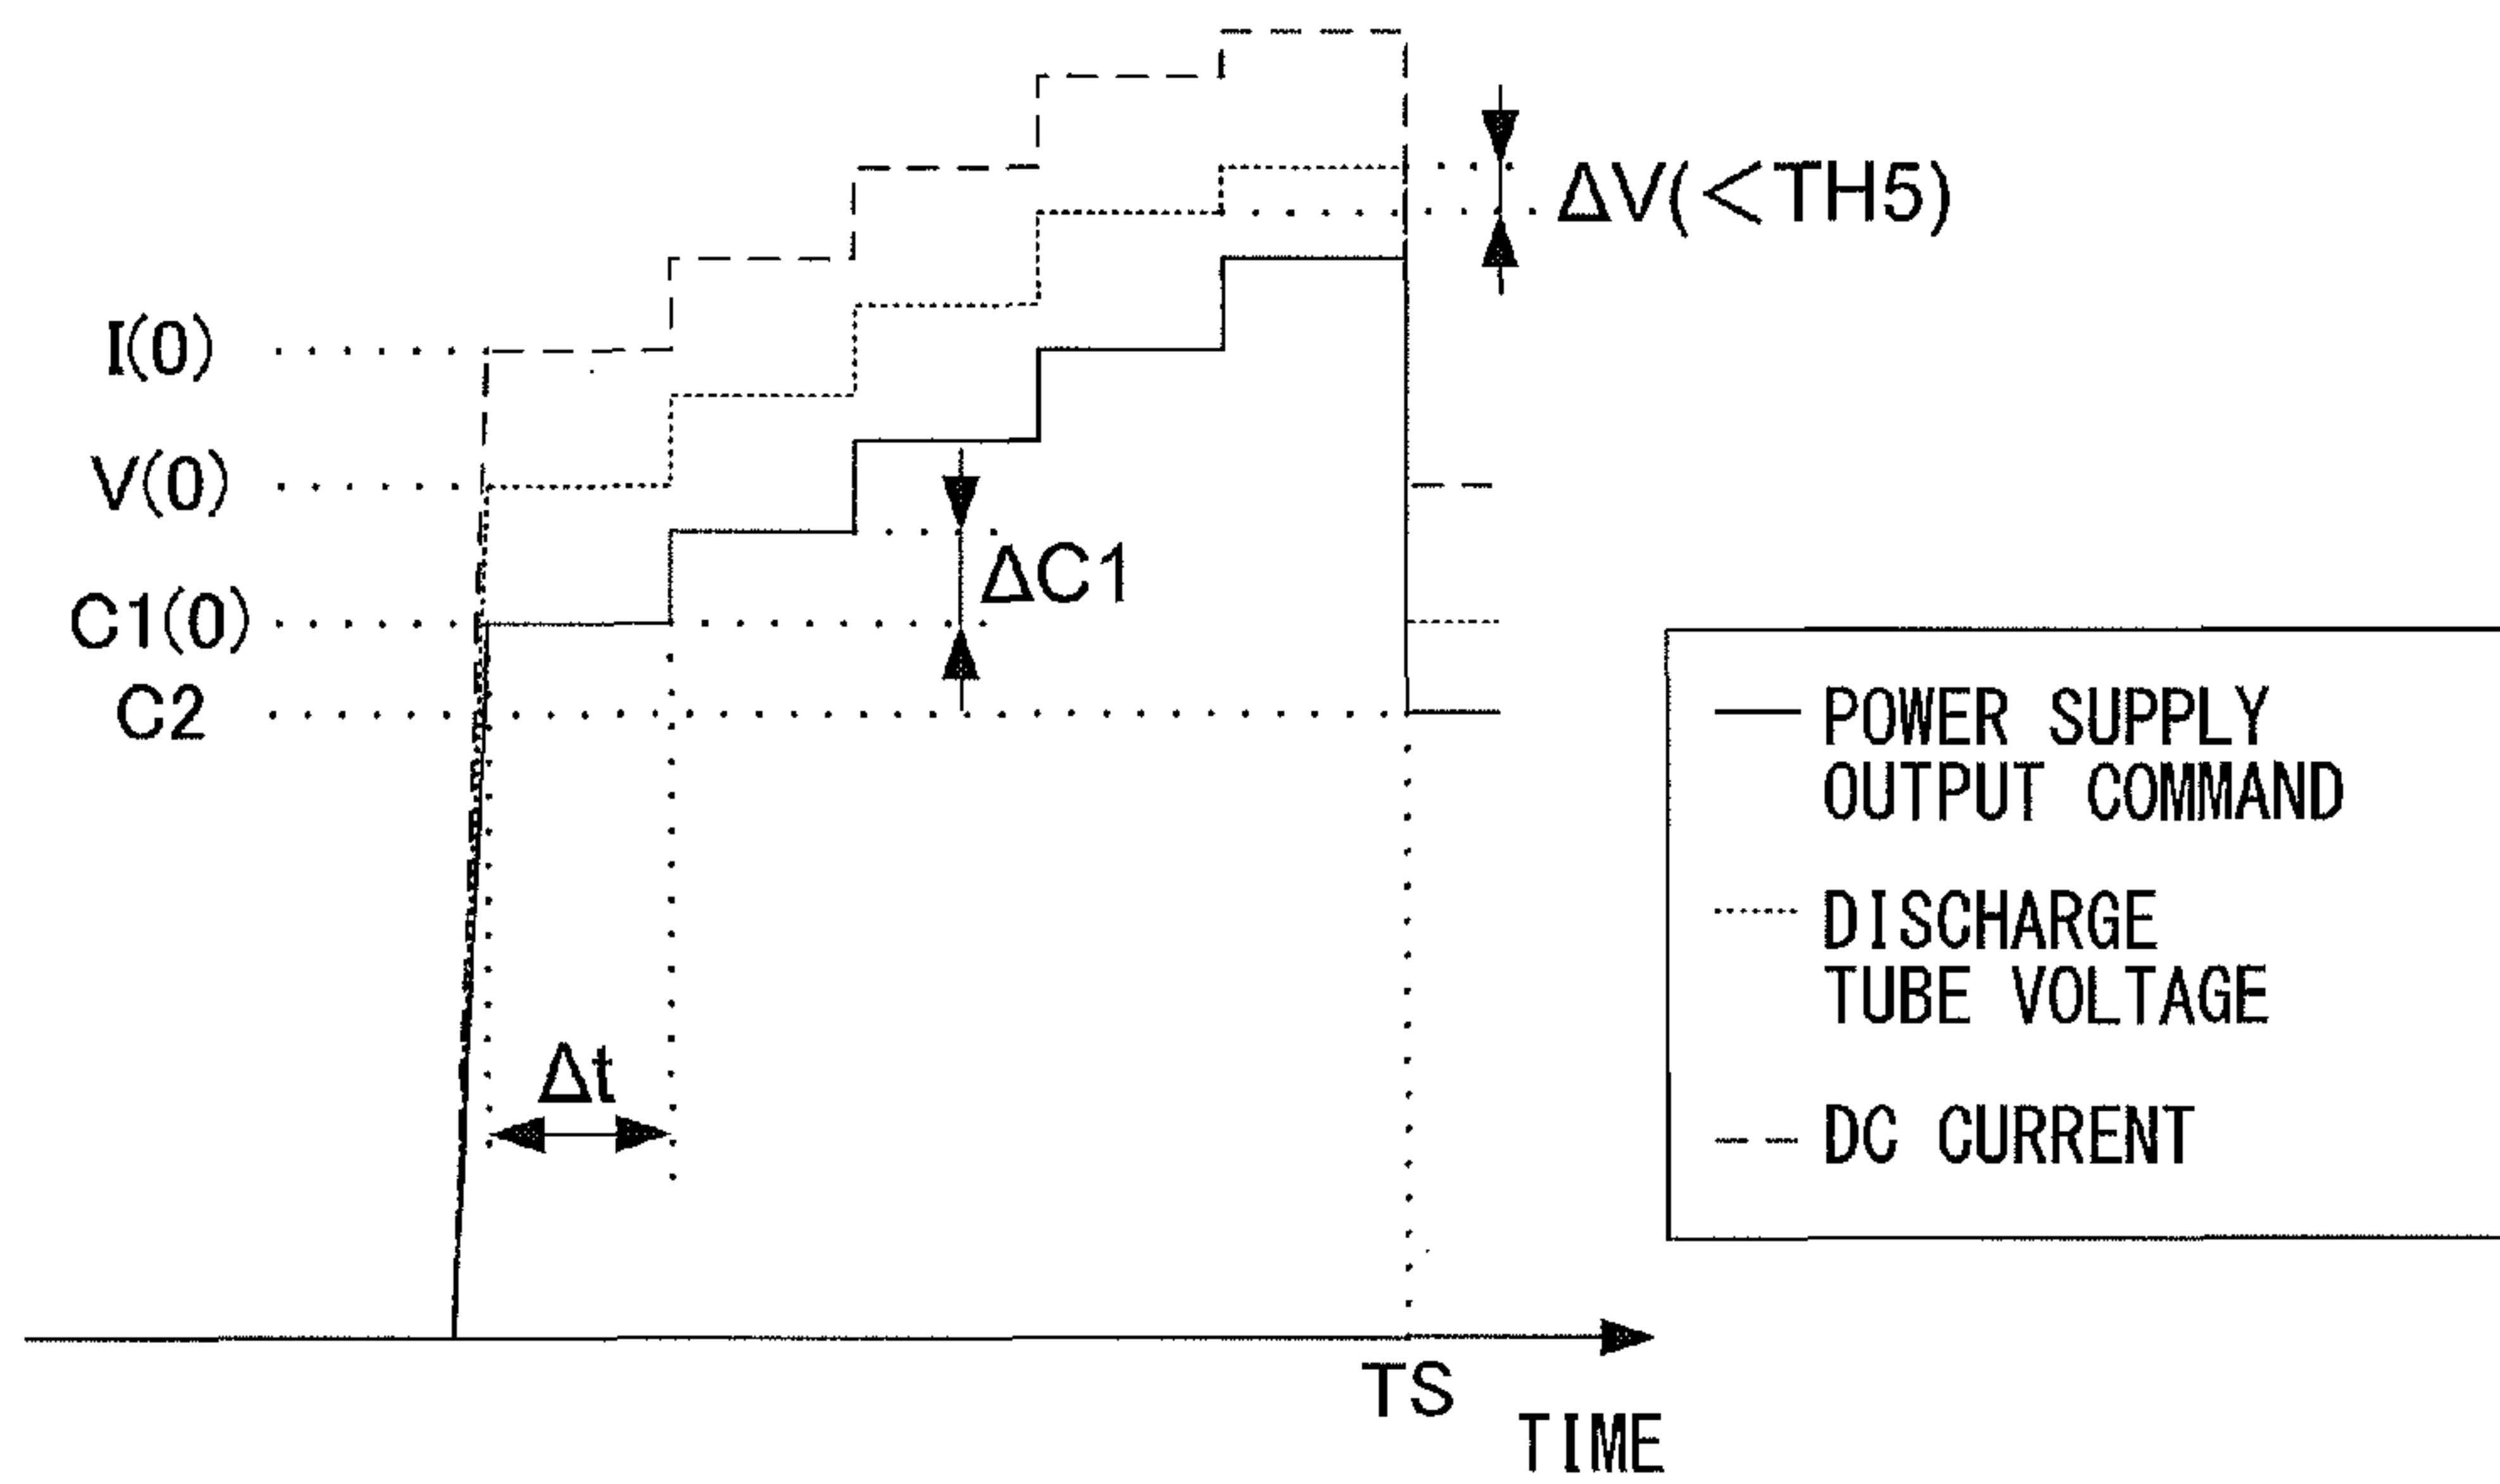 ΔV(<TH5)
I(0)
V(0)
ΔC1
C1(0)
C2
POWER SUPPLY
OUTPUT COMMAND
DISCHARGE
TUBE VOLTAGE
Δt
DC CURRENT
TS
TIME